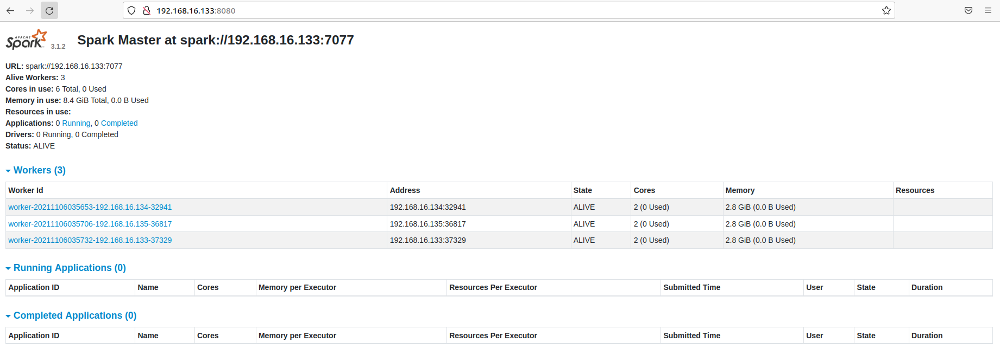 192.168.16.133:8080
APACHE
Spark 3.1.2 Spark Master at spark://192.168.16.133:7077
URL: spark://192.168.16.133:7077
Alive Workers: 3
Cores in use: 6 Total, 0 Used
Memory in use: 8.4 GiB Total, 0.0 B Used
Resources in use:
Applications: 0 Running, 0 Completed
Drivers: 0 Running, 0 Completed
Status: ALIVE
Workers (3)
Worker Id Address State Cores Memory Resources
worker-20211106035653-192.168.16.134-32941 192.168.16.134:32941 ALIVE 2 (0 Used) 2.8 GiB (0.0 B Used)
worker-20211106035706-192.168.16.135-36817 192.168.16.135:36817 ALIVE 2 (0 Used) 2.8 GiB (0.0 B Used)
worker-20211106035732-192.168.16.133-37329 192.168.16.133:37329 ALIVE 2 (0 Used) 2.8 GiB (0.0 B Used)
Running Applications (0)
Application ID Name Cores Memory per Executor Resources Per Executor Submitted Time User State Duration
Completed Applications (0)
Application ID Name Cores Memory per Executor Resources Per Executor Submitted Time User State Duration